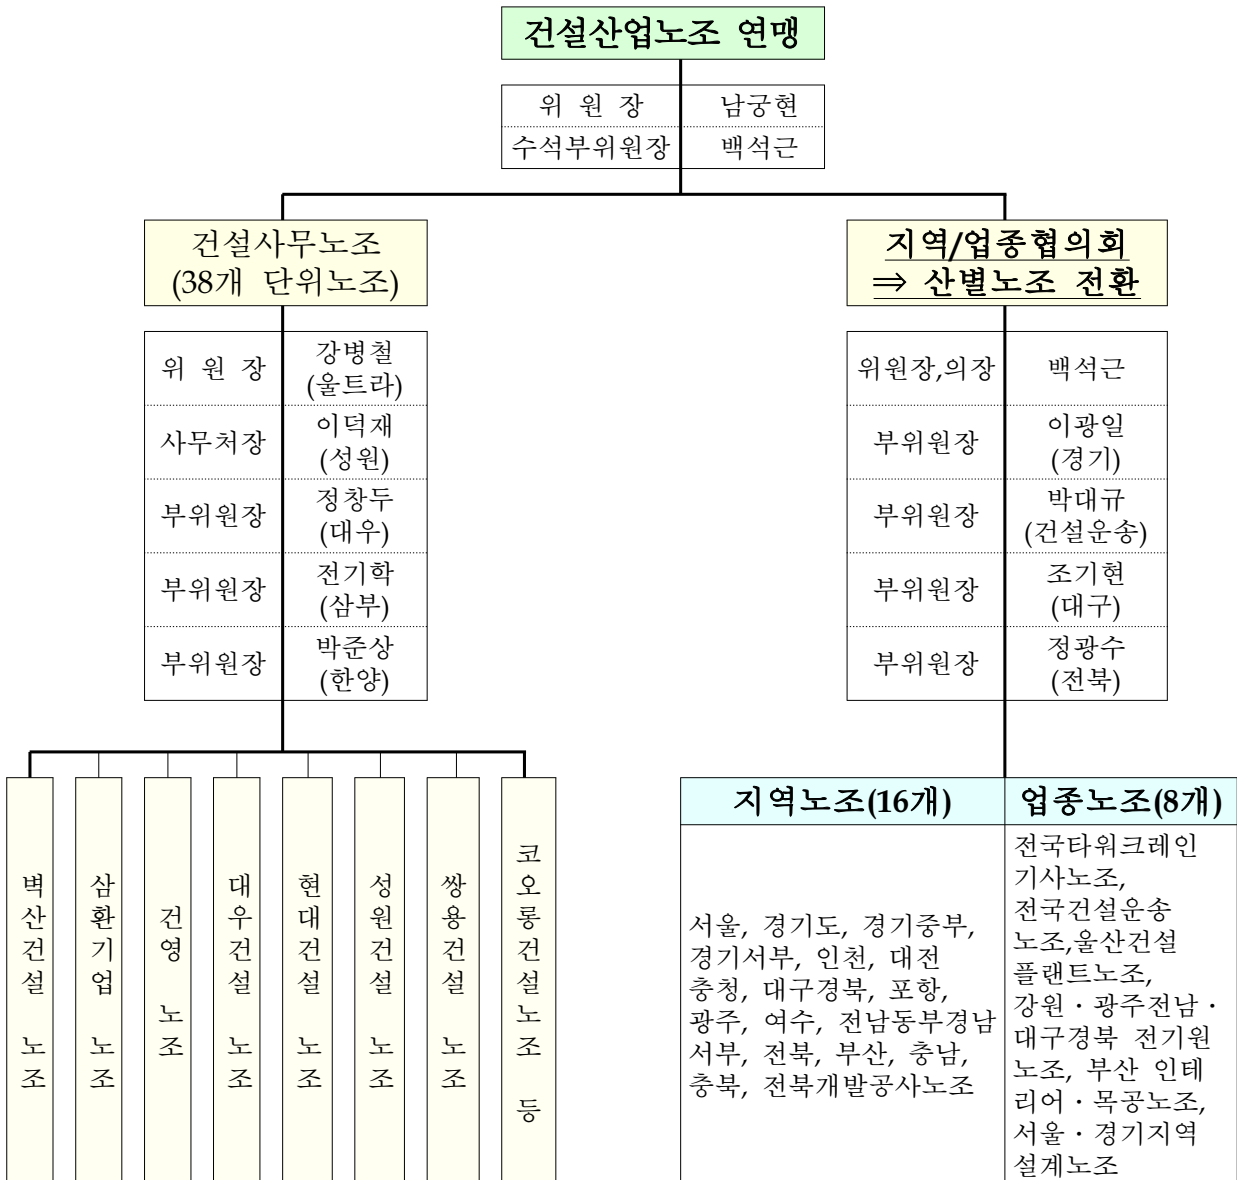 건설산업노조 연맹
위 원 장 남궁현
수석부위원장 백석근
건설사무노조
(38개 단위노조)
위 원 장 강병철
(울트라)
사무처장 이덕재
(성원)
부위원장 정창두
(대우)
부위원장 전기학
(삼부)
부위원장 박준상
(한양)
벽산건설 노조
삼환기업 노조
건영 노조
대우건설 노조
현대건설 노조
성원건설 노조
쌍용건설 노조
코오롱건설노조 등
지역/업종협의회
⇒ 산별노조 전환
위원장,의장 백석근
부위원장 이광일
(경기)
부위원장 박대규
(건설운송)
부위원장 조기현
(대구)
부위원장 정광수
(전북)
지역노조(16개)
서울, 경기도, 경기중부,
경기서부, 인천, 대전
충청, 대구경북, 포항,
광주, 여수, 전남동부경남
서부, 전북, 부산, 충남,
충북, 전북개발공사노조
업종노조(8개)
전국타워크레인
기사노조,
전국건설운송
노조,울산건설
플랜트노조,
강원ㆍ광주전남ㆍ
대구경북 전기원
노조, 부산 인테
리어ㆍ목공노조,
서울ㆍ경기지역
설계노조